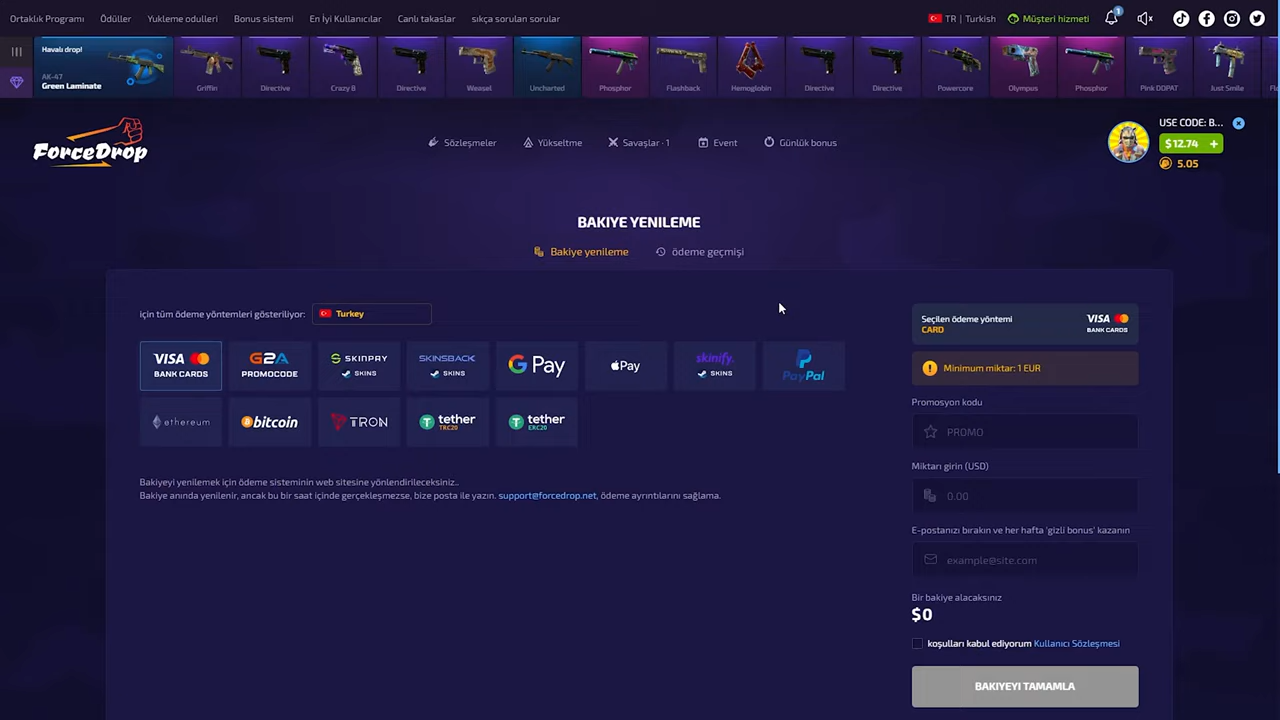 Ortaklık Programı Ödüller Yukleme odulleri Bonus sistemi En İyi Kullanıcılar Canlı takaslar sıkça sorulan sorular TR | Turkish Müşteri hizmeti 1
Havalı drop!
AK-47
Green Laminate Griffin Directive Crazy 8 Directive Weasel Uncharted Phosphor Flashback Hemoglobin Directive Directive Powercore Olympus Phosphor Pink DDPAT Just Smile
ForceDrop
Sözleşmeler Yükseltme Savaşlar · 1 Event Günlük bonus
USE CODE: B...
$12.74 +
5.05
BAKIYE YENILEME
Bakiye yenileme ödeme geçmişi
için tüm ödeme yöntemleri gösteriliyor: Turkey
VISA BANK CARDS
G2A PROMOCODE
SKINPAY SKINS
SKINSBACK SKINS
G Pay
Pay
skinify. SKINS
PayPal
ethereum
bitcoin
TRON
tether TRC20
tether ERC20
Bakiyeyi yenilemek için ödeme sisteminin web sitesine yönlendirileceksiniz..
Bakiye anında yenilenir, ancak bu bir saat içinde gerçekleşmezse, bize posta ile yazın. support@forcedrop.net, ödeme ayrıntılarını sağlama.
Seçilen ödeme yöntemi
CARD
VISA
BANK CARDS
Minimum miktar: 1 EUR
Promosyon kodu
PROMO
Miktarı girin (USD)
0.00
E-postanızı bırakın ve her hafta 'gizli bonus' kazanın
example@site.com
Bir bakiye alacaksınız
$0
koşulları kabul ediyorum Kullanıcı Sözleşmesi
BAKIYEYI TAMAMLA